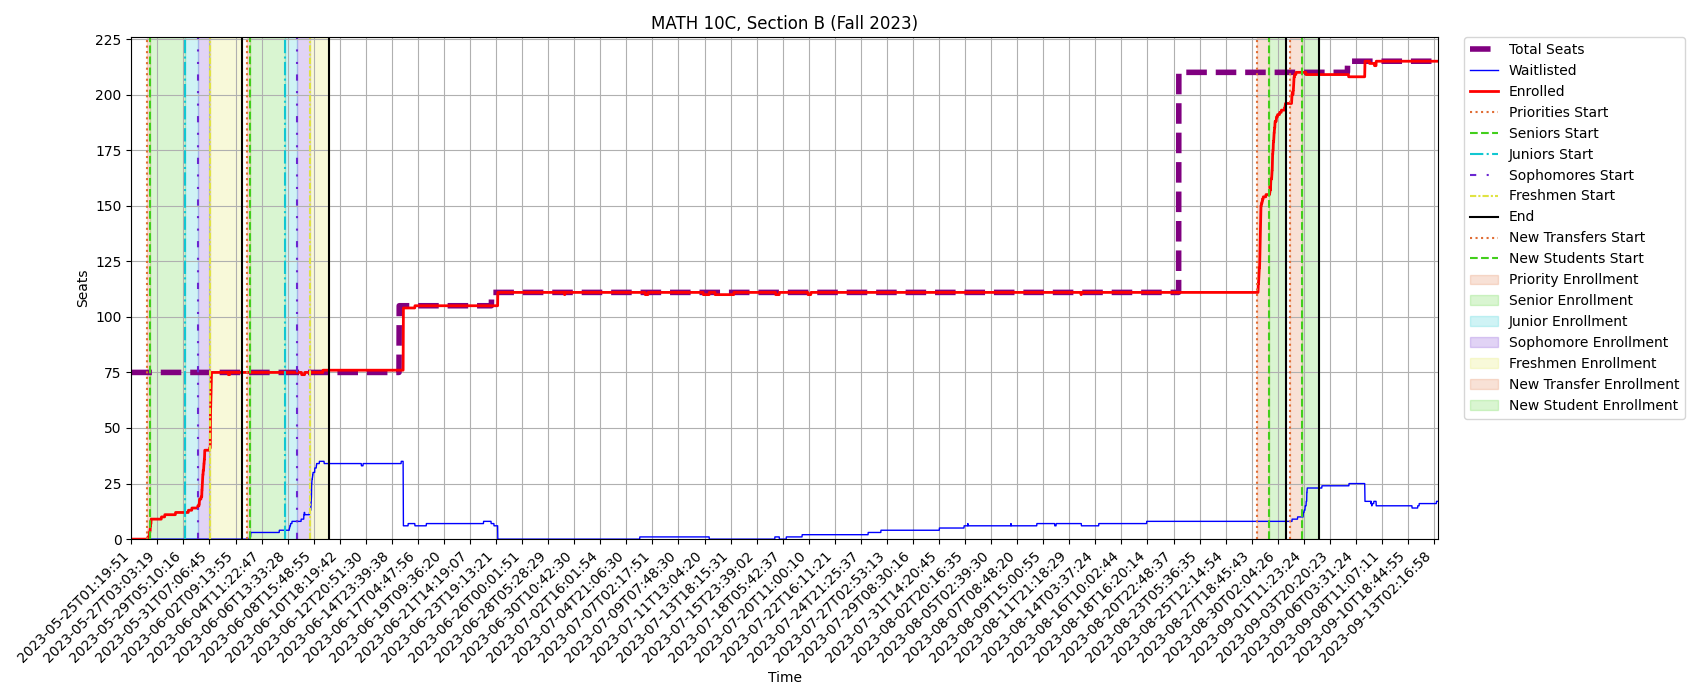 MATH 10C, Section B (Fall 2023)
225
200
175
150
125
100
75
50
25
0
Seats
2023-05-25T01:19:51
2023-05-27T03:03:19
2023-05-29T05:10:16
2023-05-31T07:06:45
2023-06-02T09:13:55
2023-06-04T11:22:47
2023-06-06T13:33:28
2023-06-08T15:48:55
2023-06-10T18:19:42
2023-06-12T20:51:30
2023-06-14T23:39:38
2023-06-17T04:47:56
2023-06-19T09:36:20
2023-06-21T14:19:07
2023-06-23T19:13:21
2023-06-26T00:01:51
2023-06-28T05:28:29
2023-06-30T10:42:30
2023-07-02T16:01:54
2023-07-04T21:06:30
2023-07-07T02:17:51
2023-07-09T07:48:30
2023-07-11T13:04:20
2023-07-13T18:15:31
2023-07-15T23:39:02
2023-07-18T05:42:37
2023-07-20T11:00:10
2023-07-22T16:11:21
2023-07-24T21:25:37
2023-07-27T02:53:13
2023-07-29T08:30:16
2023-07-31T14:20:45
2023-08-02T20:16:35
2023-08-05T02:39:30
2023-08-07T08:48:20
2023-08-09T15:00:55
2023-08-11T21:18:29
2023-08-14T03:37:24
2023-08-16T10:02:44
2023-08-18T16:20:14
2023-08-20T22:48:37
2023-08-23T05:36:35
2023-08-25T12:14:54
2023-08-27T18:45:43
2023-08-30T02:04:26
2023-09-01T11:23:24
2023-09-03T20:20:23
2023-09-06T03:31:24
2023-09-08T11:07:11
2023-09-10T18:44:55
2023-09-13T02:16:58
Time
Total Seats
Waitlisted
Enrolled
Priorities Start
Seniors Start
Juniors Start
Sophomores Start
Freshmen Start
End
New Transfers Start
New Students Start
Priority Enrollment
Senior Enrollment
Junior Enrollment
Sophomore Enrollment
Freshmen Enrollment
New Transfer Enrollment
New Student Enrollment